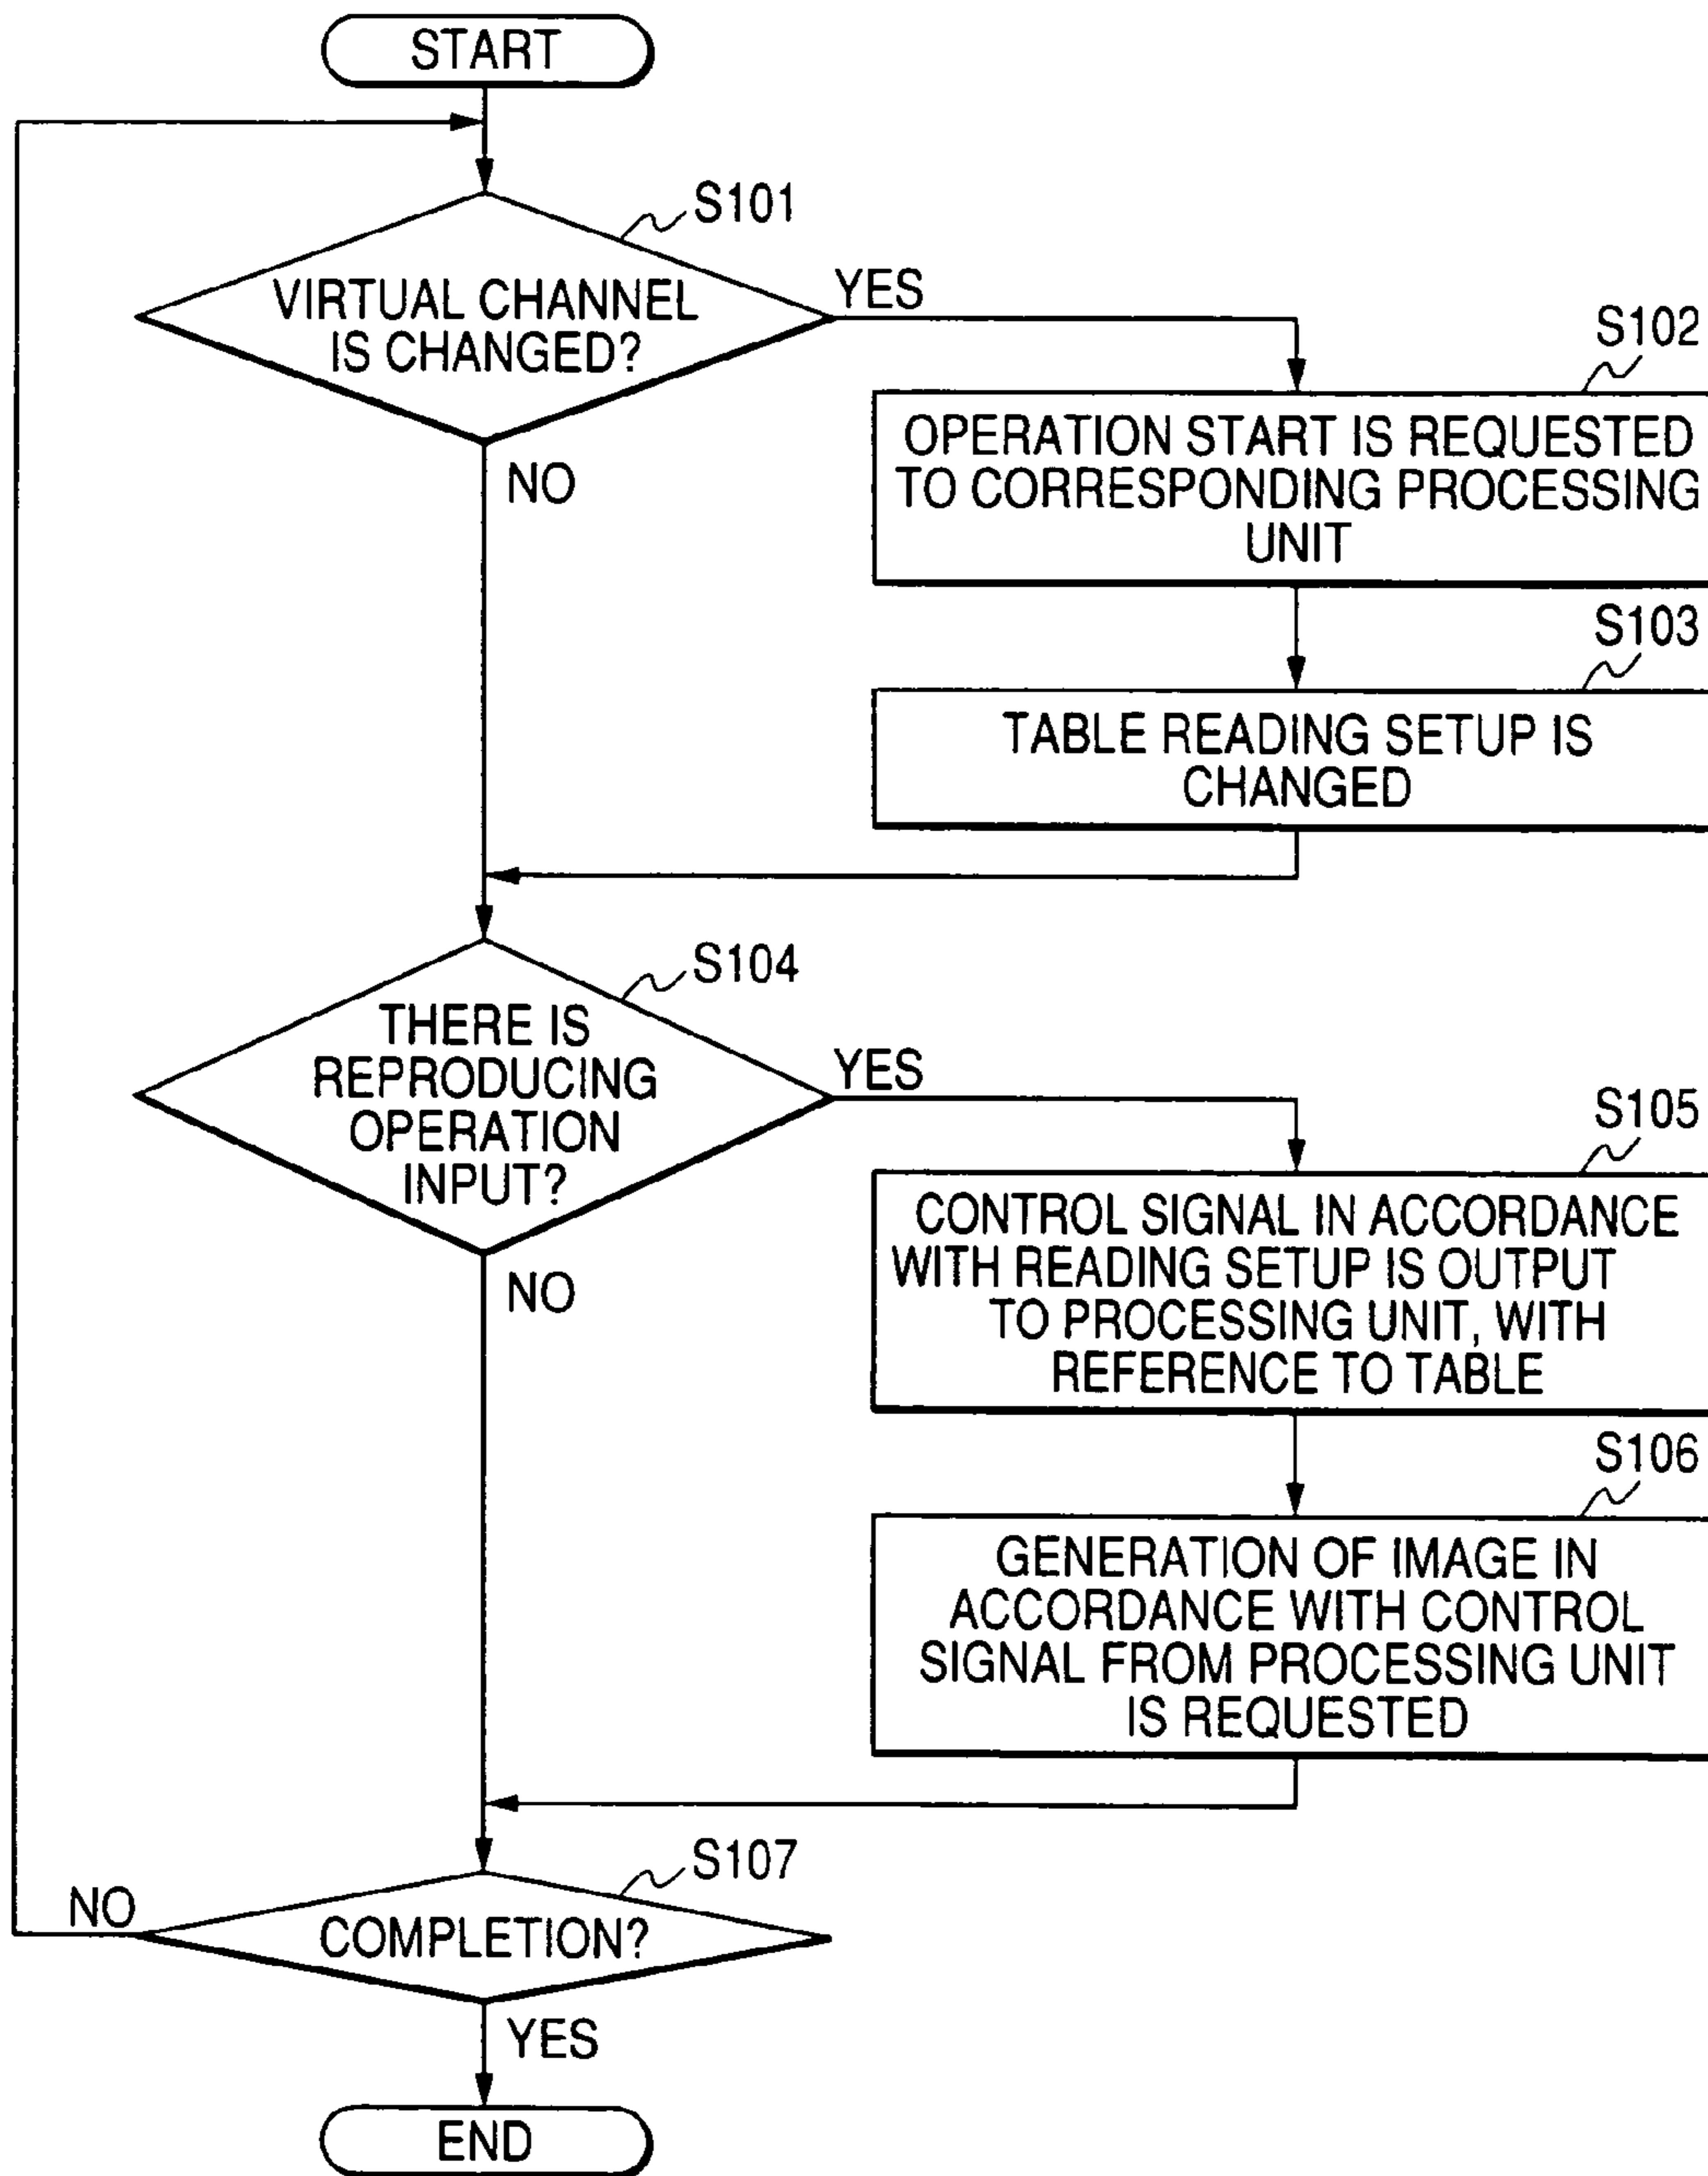 START
S101
VIRTUAL CHANNEL
IS CHANGED?
YES
NO
S102
OPERATION START IS REQUESTED
TO CORRESPONDING PROCESSING
UNIT
S103
TABLE READING SETUP IS
CHANGED
S104
THERE IS
REPRODUCING
OPERATION
INPUT?
YES
NO
S105
CONTROL SIGNAL IN ACCORDANCE
WITH READING SETUP IS OUTPUT
TO PROCESSING UNIT, WITH
REFERENCE TO TABLE
S106
GENERATION OF IMAGE IN
ACCORDANCE WITH CONTROL
SIGNAL FROM PROCESSING UNIT
IS REQUESTED
S107
NO
COMPLETION?
YES
END